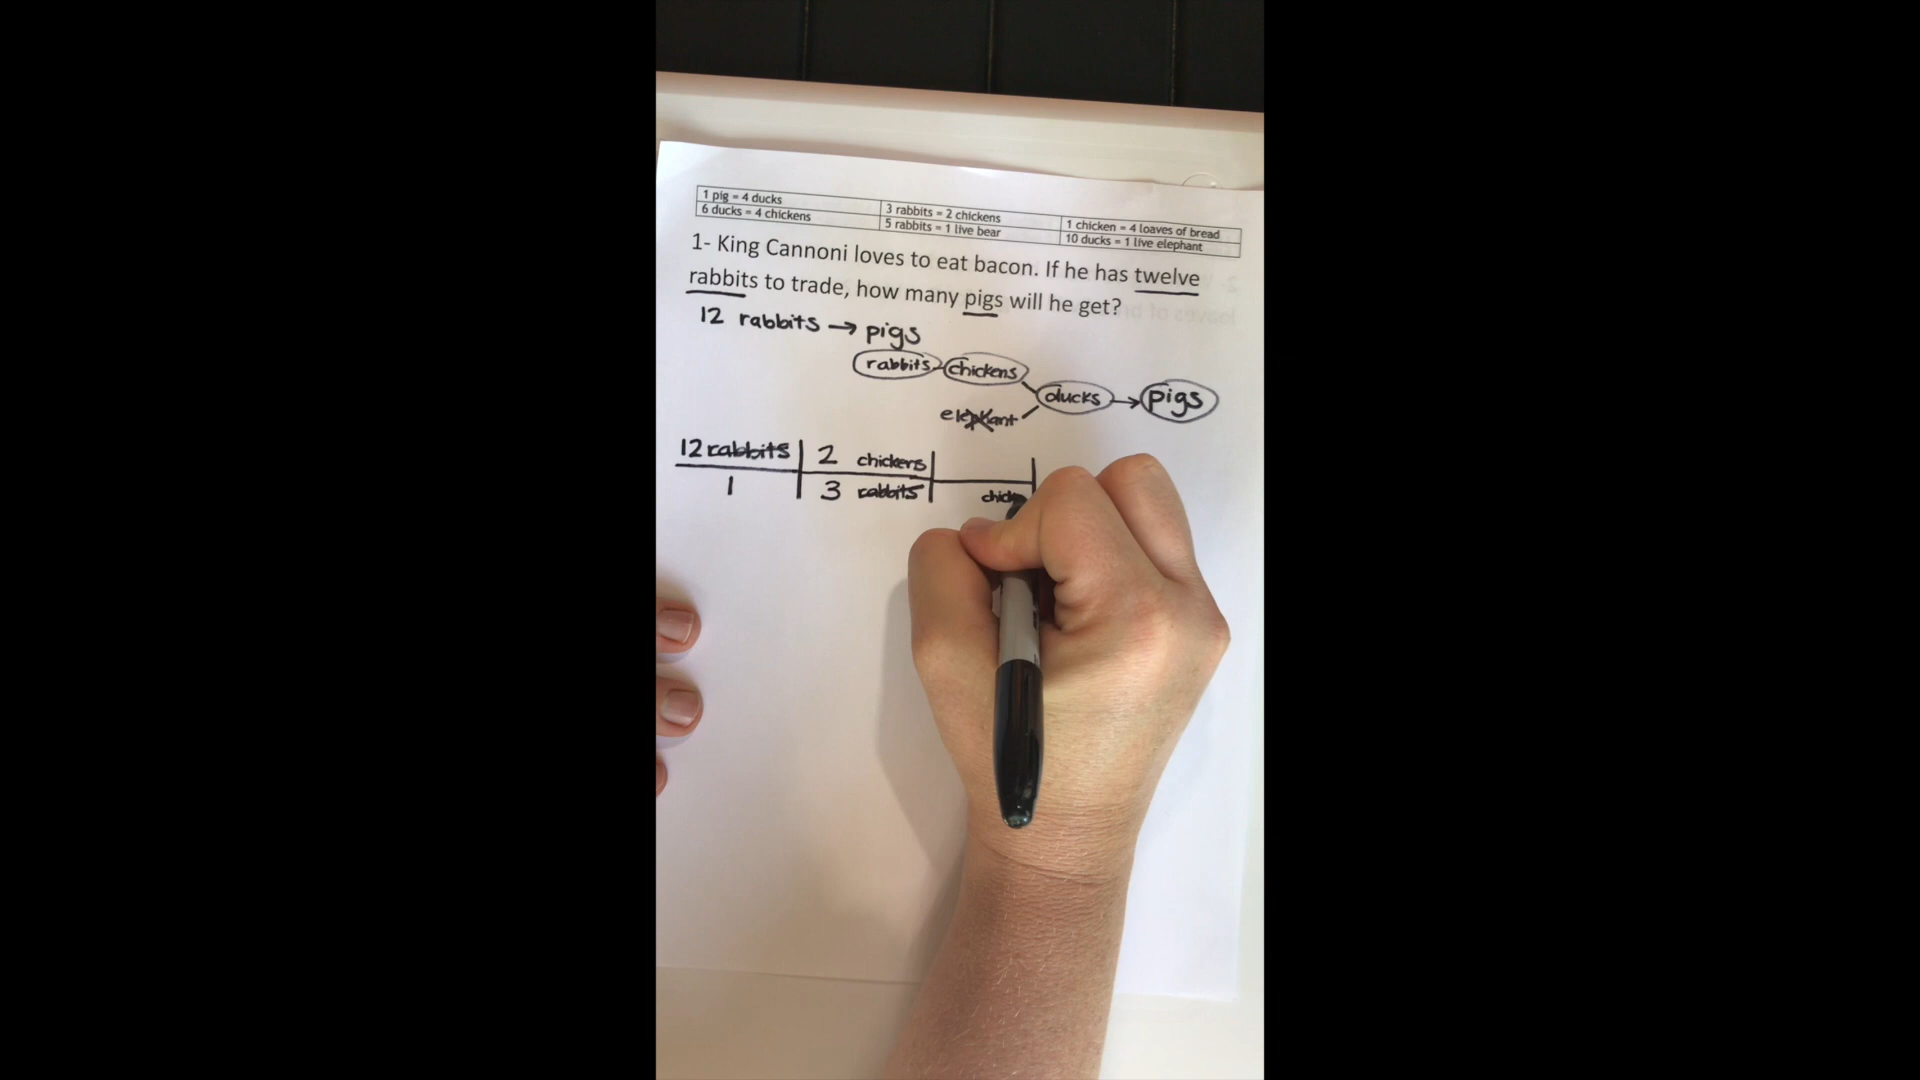 1 pig = 4 ducks 3 rabbits = 2 chickens 1 chicken = 4 loaves of bread
6 ducks = 4 chickens 5 rabbits = 1 live bear 10 ducks = 1 live elephant
1- King Cannoni loves to eat bacon. If he has twelve
rabbits to trade, how many pigs will he get?
12 rabbits → pigs
rabbits chickens
ducks → pigs
elephant
12 rabbits 2 chickens
1 3 rabbits